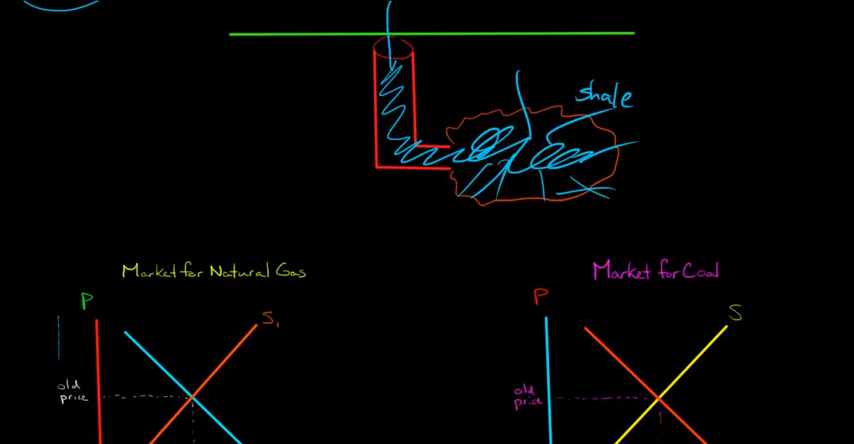 shale
Market for Natural Gas
Market for Coal
P
S₁
P
S
old
price
old
price